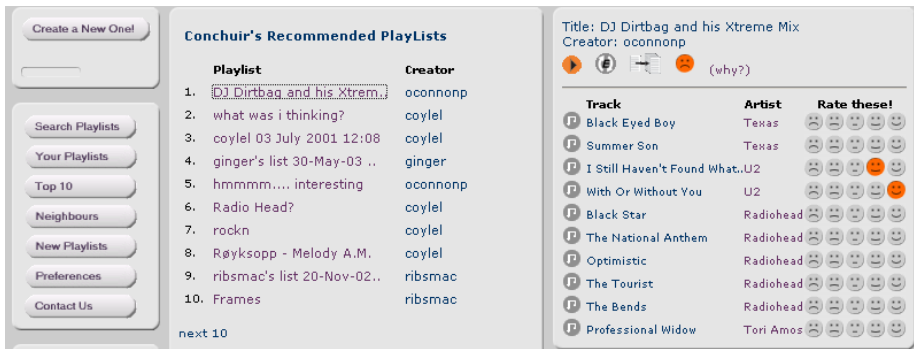 Create a New One!
Search Playlists
Your Playlists
Top 10
Neighbours
New Playlists
Preferences
Contact Us
Conchuir's Recommended PlayLists
Playlist Creator
1. DJ Dirtbag and his Xtrem.. oconnonp
2. what was i thinking? coylel
3. coylel 03 July 2001 12:08 coylel
4. ginger's list 30-May-03 .. ginger
5. hmmmm.... interesting oconnonp
6. Radio Head? coylel
7. rockn coylel
8. Røyksopp - Melody A.M. coylel
9. ribsmac's list 20-Nov-02.. ribsmac
10. Frames ribsmac
next 10
Title: DJ Dirtbag and his Xtreme Mix
Creator: oconnonp
(why?)
Track Artist Rate these!
Black Eyed Boy Texas
Summer Son Texas
I Still Haven't Found What..U2
With Or Without You U2
Black Star Radiohead
The National Anthem Radiohead
Optimistic Radiohead
The Tourist Radiohead
The Bends Radiohead
Professional Widow Tori Amos